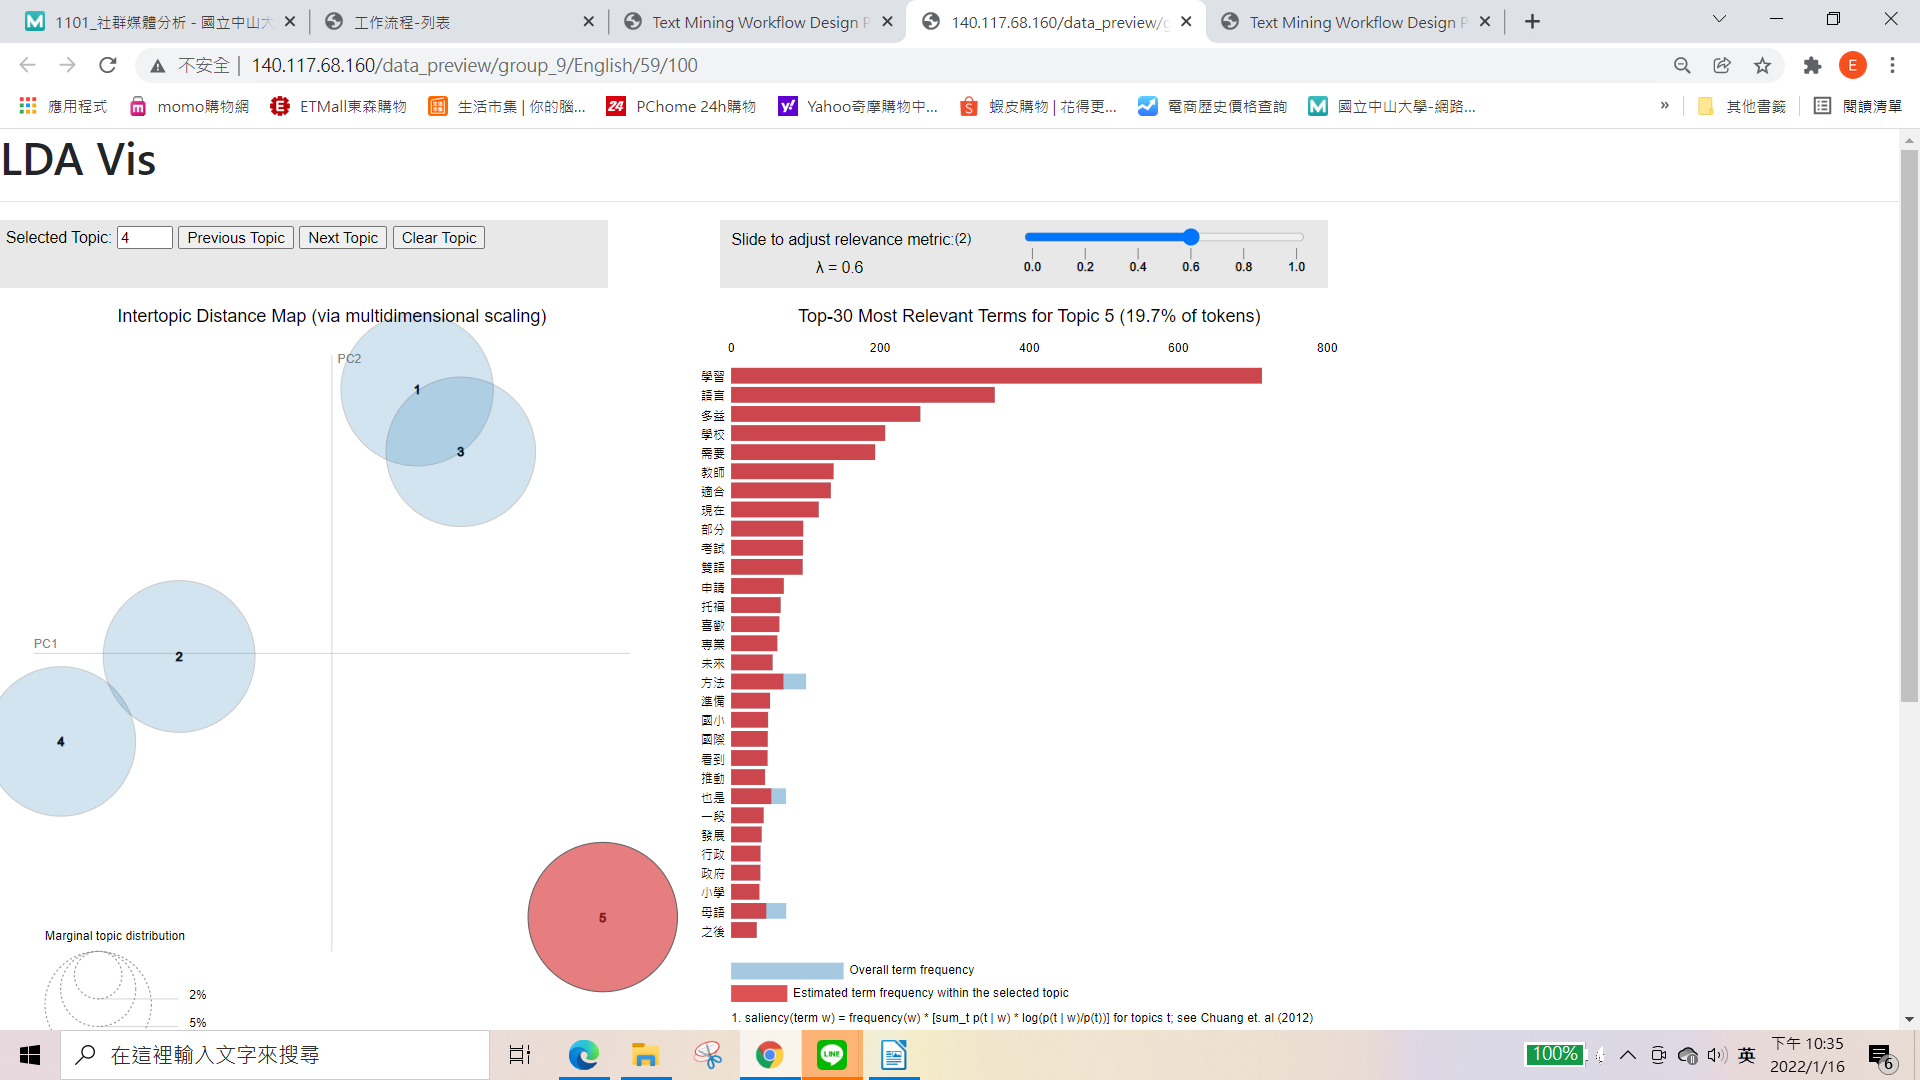 1101_社群媒體分析 - 國立中山大
工作流程-列表
Text Mining Workflow Design P
140.117.68.160/data_preview/g
Text Mining Workflow Design P
不安全 | 140.117.68.160/data_preview/group_9/English/59/100
E
應用程式
momo購物網
ETMall東森購物
生活市集 | 你的腦...
PChome 24h購物
Yahoo奇摩購物中...
蝦皮購物 | 花得更...
電商歷史價格查詢
國立中山大學-網路...
»
其他書籤
閱讀清單
LDA Vis
Selected Topic: 4 Previous Topic Next Topic Clear Topic
Slide to adjust relevance metric:(2)
λ = 0.6
0.0 0.2 0.4 0.6 0.8 1.0
Intertopic Distance Map (via multidimensional scaling)
PC2
1
3
PC1
2
4
5
Marginal topic distribution
2%
5%
Top-30 Most Relevant Terms for Topic 5 (19.7% of tokens)
0 200 400 600 800
學習
語言
多益
學校
需要
教師
適合
現在
部分
考試
雙語
申請
托福
喜歡
專業
未來
方法
準備
國小
國際
看到
推動
也是
一段
發展
行政
政府
小學
母語
之後
Overall term frequency
Estimated term frequency within the selected topic
1. saliency(term w) = frequency(w) * [sum_t p(t | w) * log(p(t | w)/p(t))] for topics t; see Chuang et. al (2012)
在這裡輸入文字來搜尋
LINE
100%
英
下午 10:35
2022/1/16
6